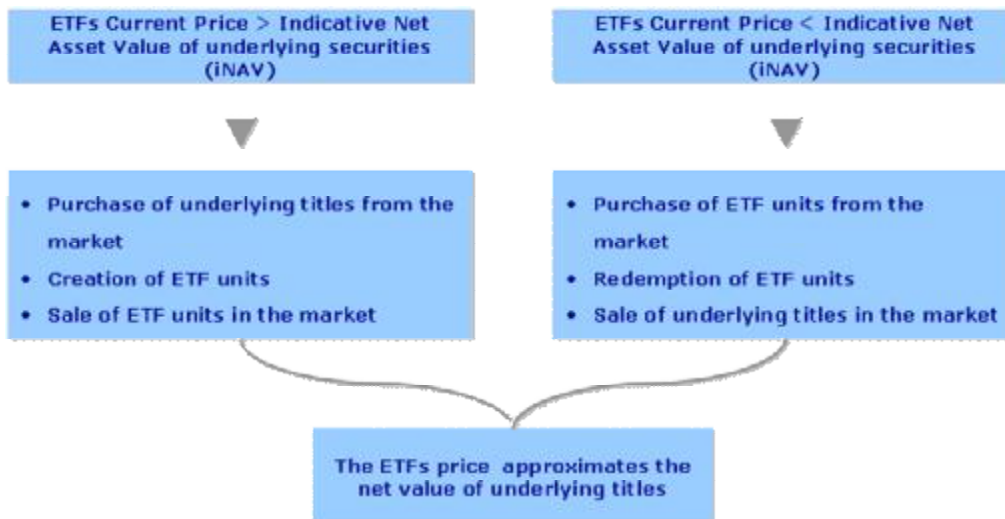 ETFs Current Price > Indicative Net
Asset Value of underlying securities
(iNAV)
ETFs Current Price < Indicative Net
Asset Value of underlying securities
(iNAV)
• Purchase of underlying titles from the
market
• Creation of ETF units
• Sale of ETF units in the market
• Purchase of ETF units from the
market
• Redemption of ETF units
• Sale of underlying titles in the market
The ETFs price approximates the
net value of underlying titles